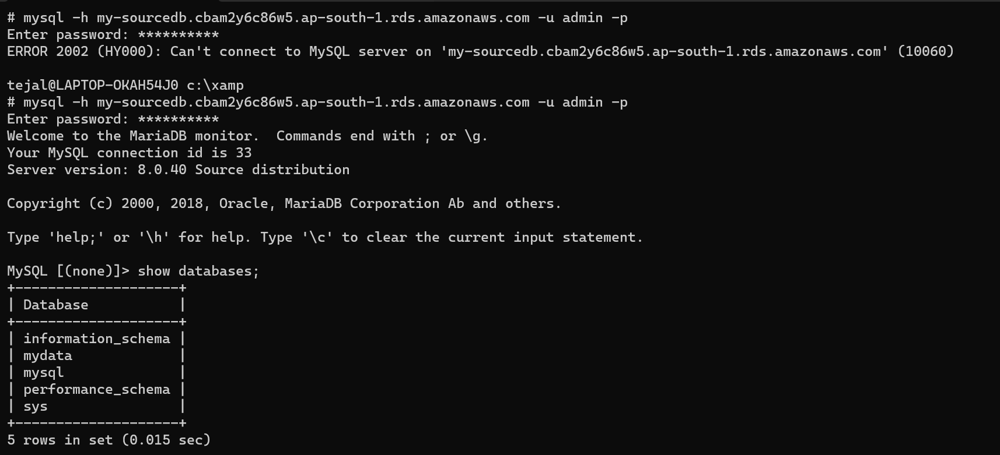 # mysql -h my-sourcedb.cbam2y6c86w5.ap-south-1.rds.amazonaws.com -u admin -p
Enter password: **********
ERROR 2002 (HY000): Can't connect to MySQL server on 'my-sourcedb.cbam2y6c86w5.ap-south-1.rds.amazonaws.com' (10060)
tejal@LAPTOP-OKAH54J0 c:\xamp
# mysql -h my-sourcedb.cbam2y6c86w5.ap-south-1.rds.amazonaws.com -u admin -p
Enter password: **********
Welcome to the MariaDB monitor.  Commands end with ; or \g.
Your MySQL connection id is 33
Server version: 8.0.40 Source distribution
Copyright (c) 2000, 2018, Oracle, MariaDB Corporation Ab and others.
Type 'help;' or '\h' for help. Type '\c' to clear the current input statement.
MySQL [(none)]> show databases;
+--------------------+
| Database           |
+--------------------+
| information_schema |
| mydata             |
| mysql              |
| performance_schema |
| sys                |
+--------------------+
5 rows in set (0.015 sec)